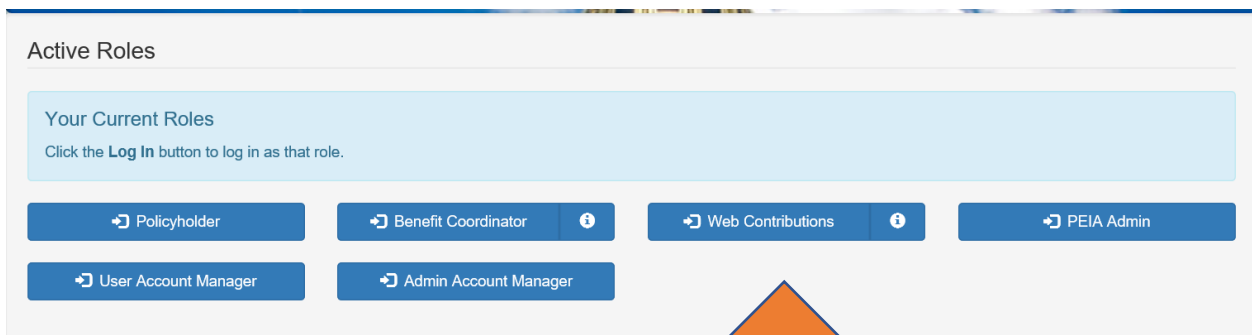 Active Roles
Your Current Roles
Click the Log In button to log in as that role.
Policyholder
Benefit Coordinator
Web Contributions
PEIA Admin
User Account Manager
Admin Account Manager